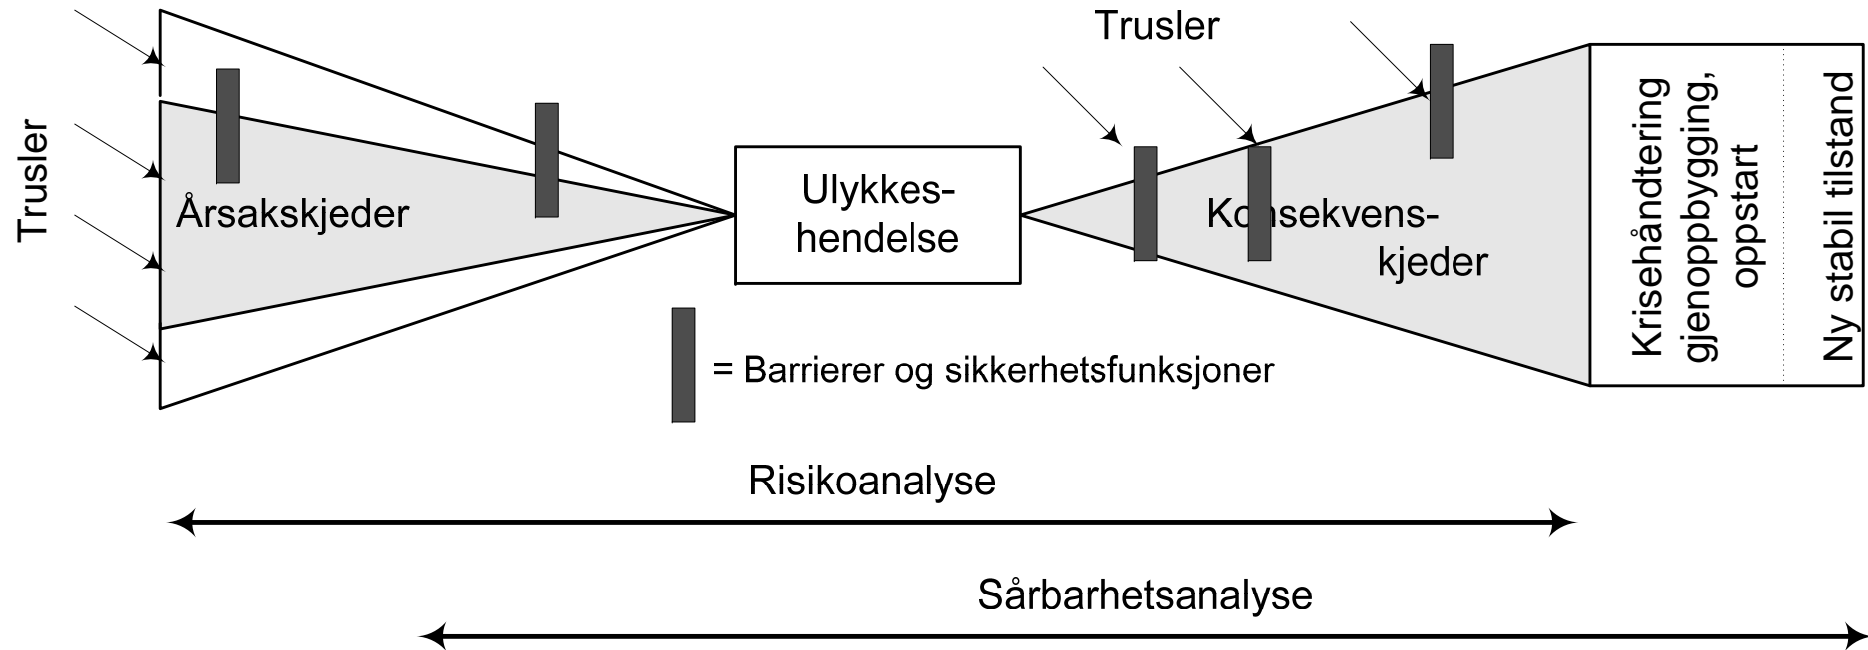 Trusler
Årsakskjeder
Ulykkes-
hendelse
Trusler
Konsekvens-
kjeder
Krisehåndtering
gjenoppbygging,
oppstart
Ny stabil tilstand
= Barrierer og sikkerhetsfunksjoner
Risikoanalyse
Sårbarhetsanalyse